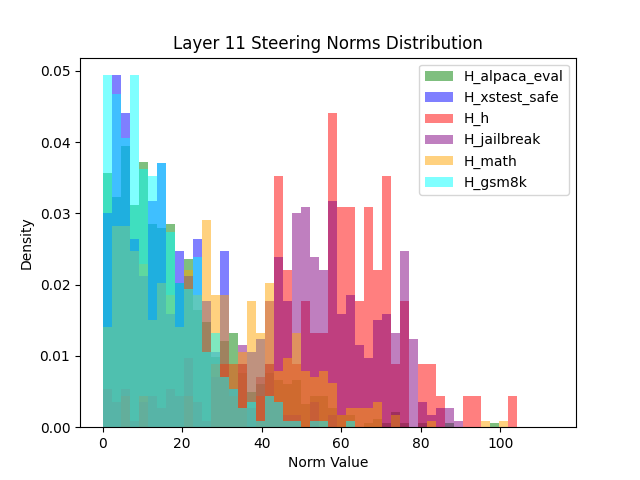 Layer 11 Steering Norms Distribution
0.05
0.04
0.03
0.02
0.01
0.00
Density
H_alpaca_eval
H_xstest_safe
H_h
H_jailbreak
H_math
H_gsm8k
0 20 40 60 80 100
Norm Value